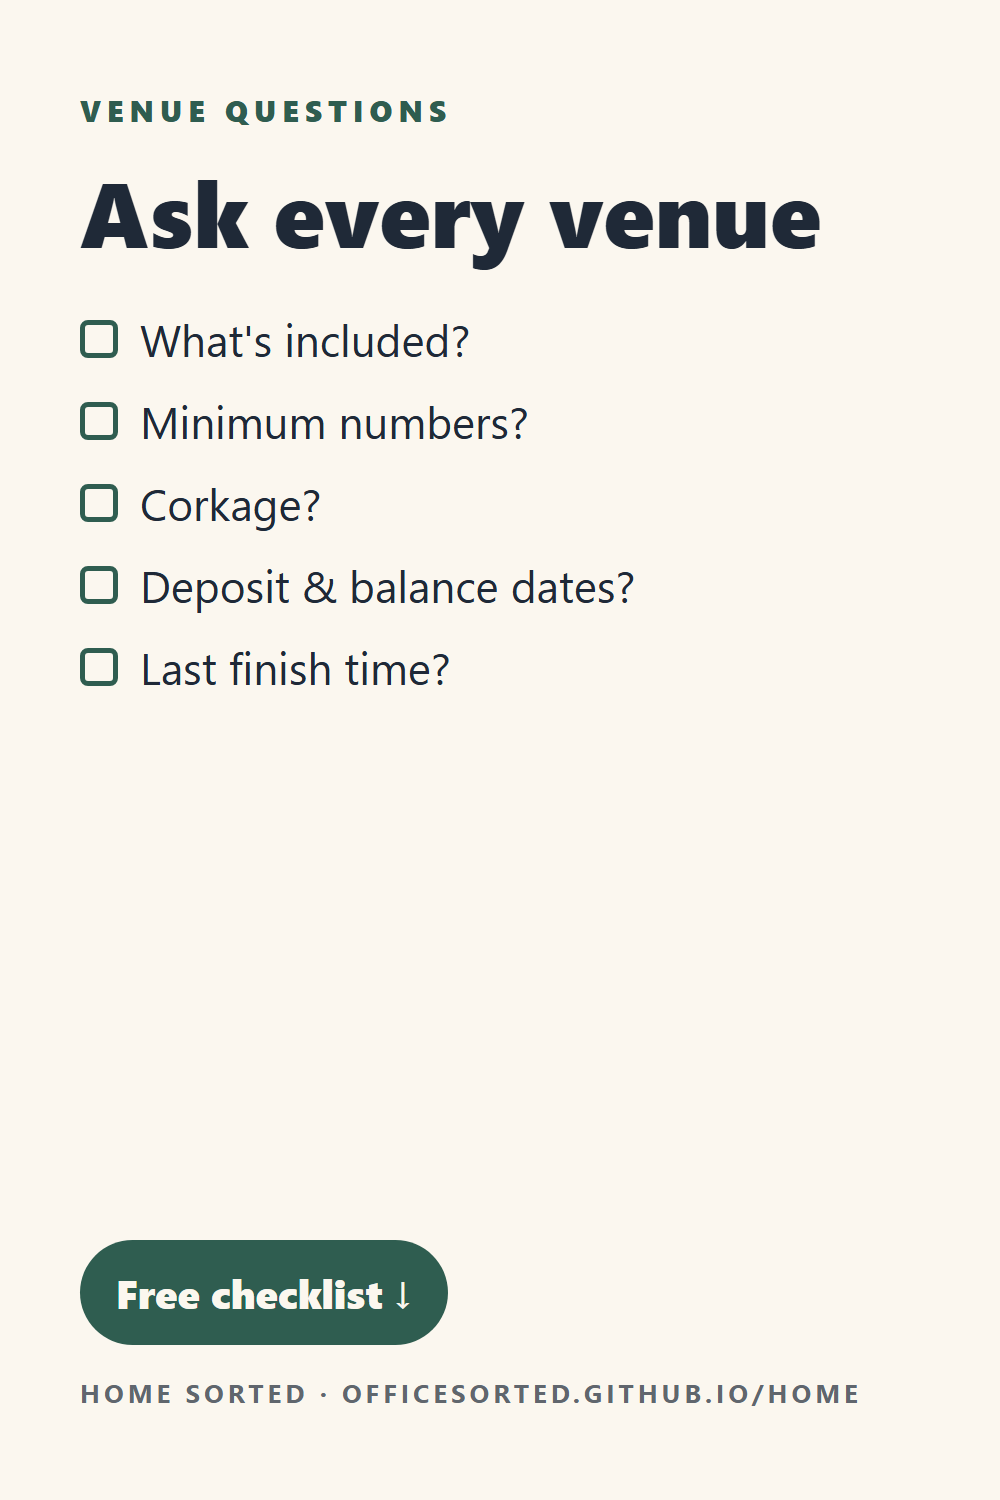 VENUE QUESTIONS
Ask every venue
What's included?
Minimum numbers?
Corkage?
Deposit & balance dates?
Last finish time?
Free checklist ↓
HOME SORTED · OFFICESORTED.GITHUB.IO/HOME